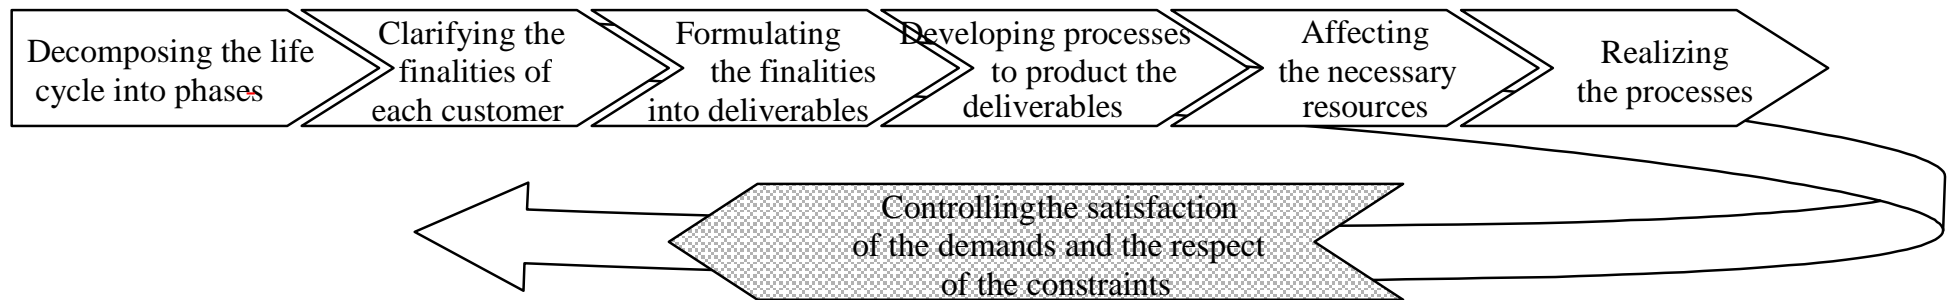 Decomposing the life
cycle into phases
Clarifying the
finalities of
each customer
Formulating
the finalities
into deliverables
Developing processes
to product the
deliverables
Affecting
the necessary
resources
Realizing
the processes
Controllingthe satisfaction
of the demands and the respect
of the constraints